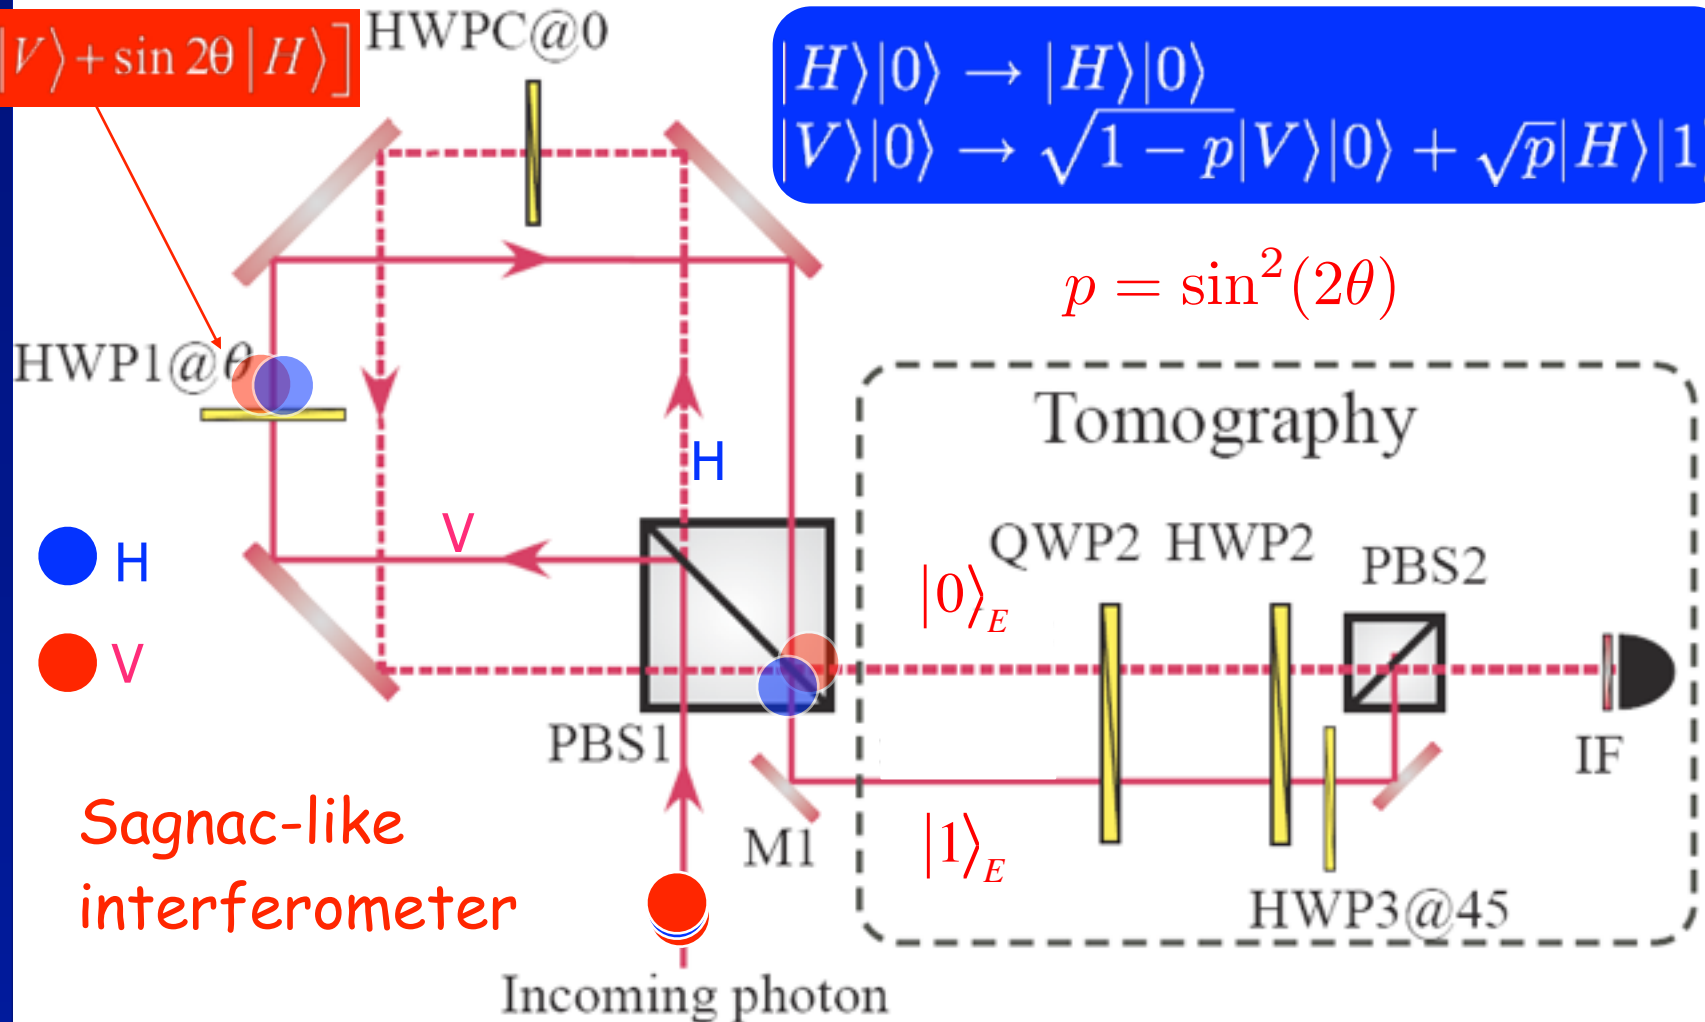 |V⟩+sin 2θ |H⟩]
HWPC@0
|H⟩|0⟩ → |H⟩|0⟩
|V⟩|0⟩ → √1 − p|V⟩|0⟩ + √p|H⟩|1
p = sin²(2θ)
HWP1@θ
Tomography
H
V
H
V
QWP2
HWP2
PBS2
|0⟩E
PBS1
IF
Sagnac-like
interferometer
M1
|1⟩E
HWP3@45
Incoming photon